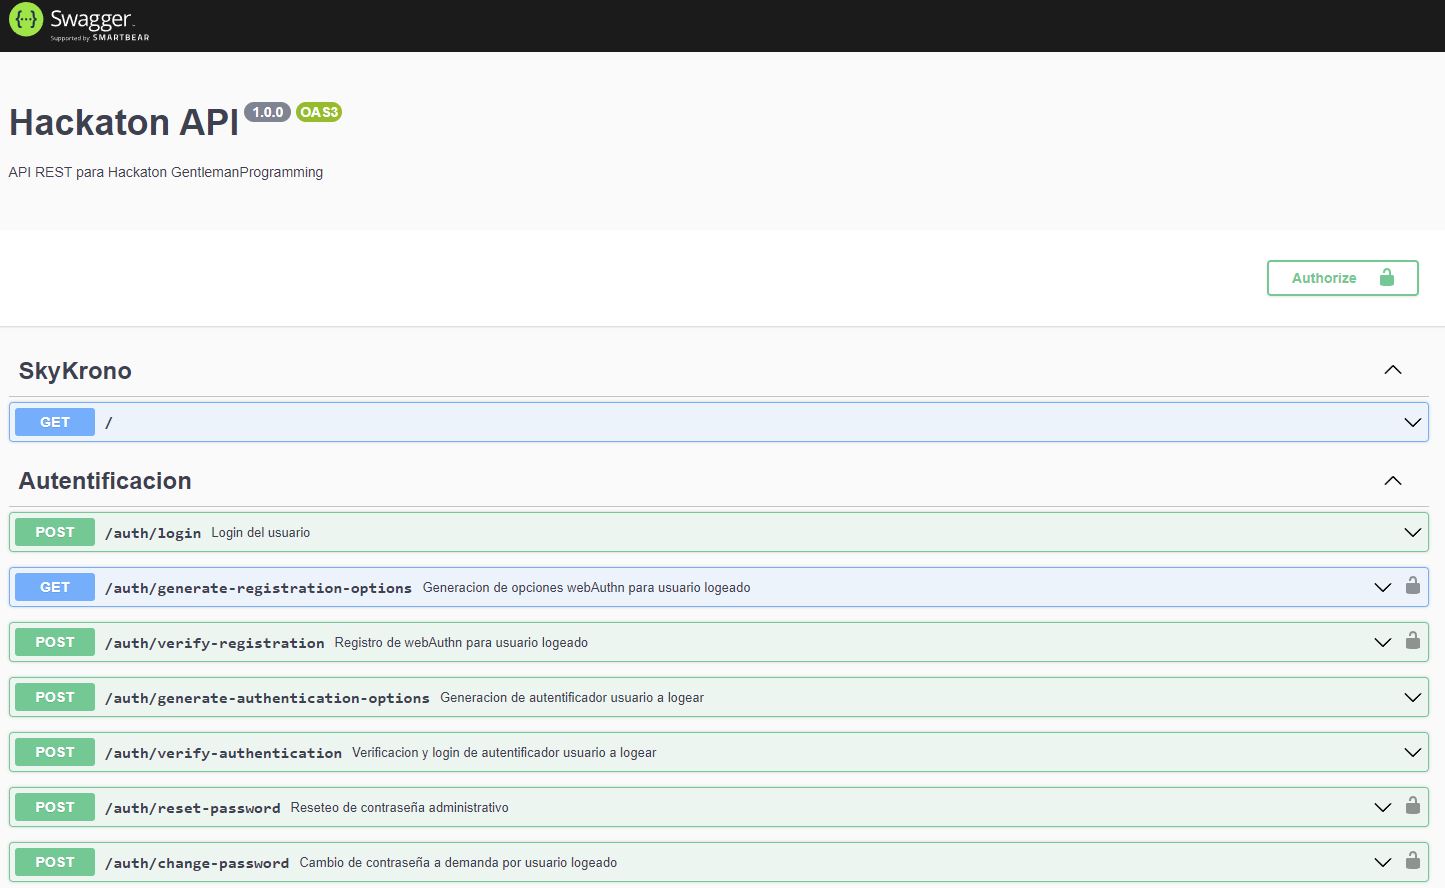 Swagger
Supported by SMARTBEAR
Hackaton API 1.0.0 OAS3
API REST para Hackaton GentlemanProgramming
Authorize
SkyKrono
GET /
Autentificacion
POST /auth/login Login del usuario
GET /auth/generate-registration-options Generacion de opciones webAuthn para usuario logeado
POST /auth/verify-registration Registro de webAuthn para usuario logeado
POST /auth/generate-authentication-options Generacion de autentificador usuario a logear
POST /auth/verify-authentication Verificacion y login de autentificador usuario a logear
POST /auth/reset-password Reseteo de contraseña administrativo
POST /auth/change-password Cambio de contraseña a demanda por usuario logeado